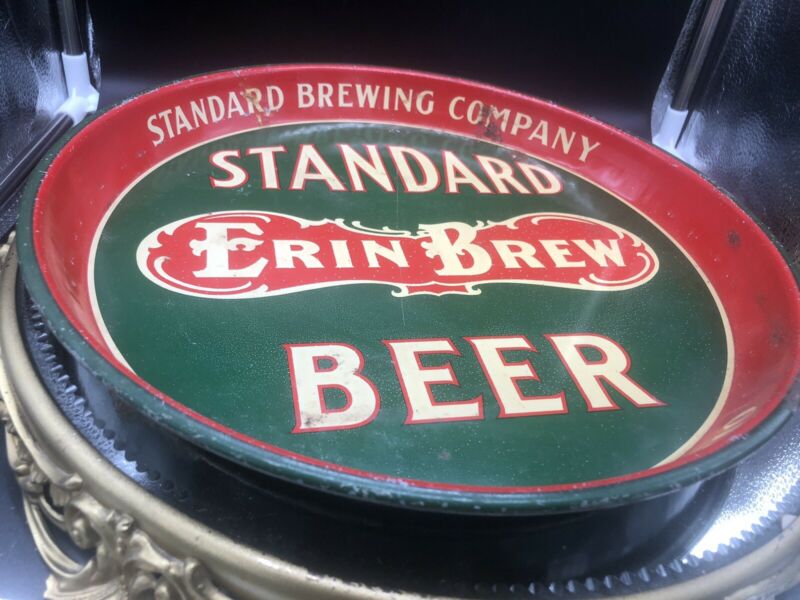 STANDARD BREWING COMPANY
STANDARD
ERIN BREW
BEER